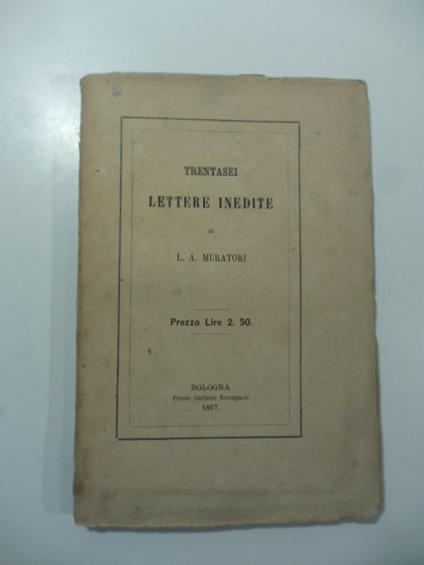 TRENTASEI
LETTERE INEDITE
DI
L. A. MURATORI
Prezzo Lire 2. 50.
BOLOGNA
Presso Gaetano Romagnoli
1867.